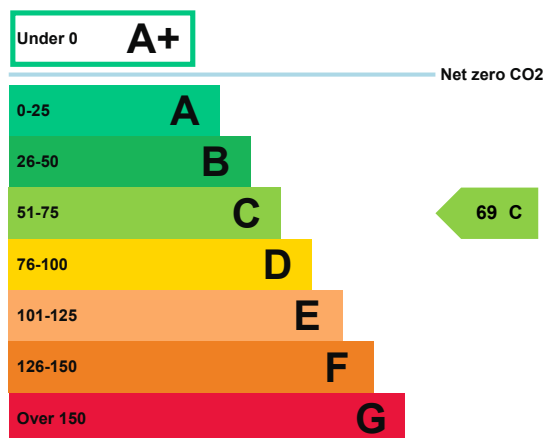 Under 0 A+
Net zero CO2
0-25 A
26-50 B
51-75 C
69 C
76-100 D
101-125 E
126-150 F
Over 150 G